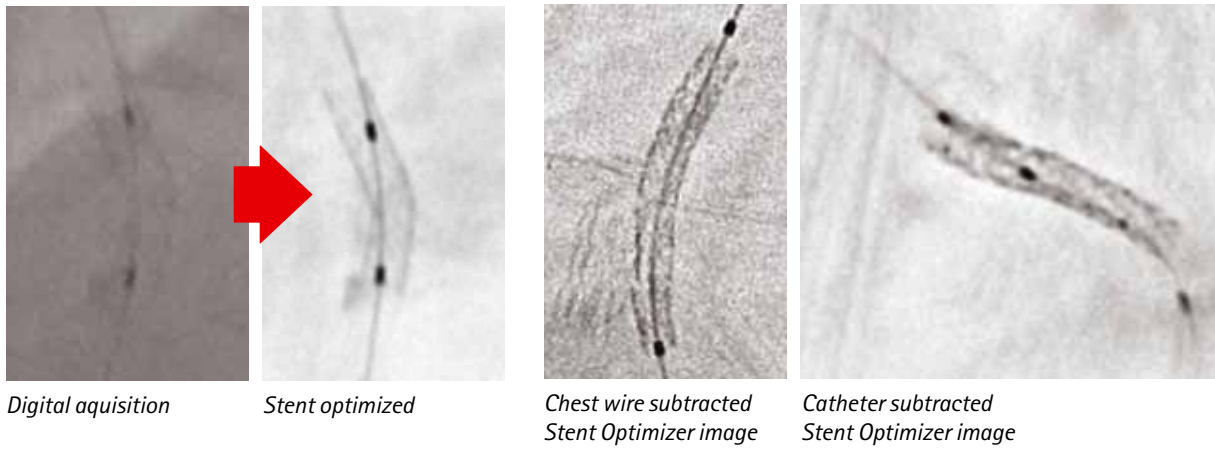 Digital aquisition
Stent optimized
Chest wire subtracted
Stent Optimizer image
Catheter subtracted
Stent Optimizer image